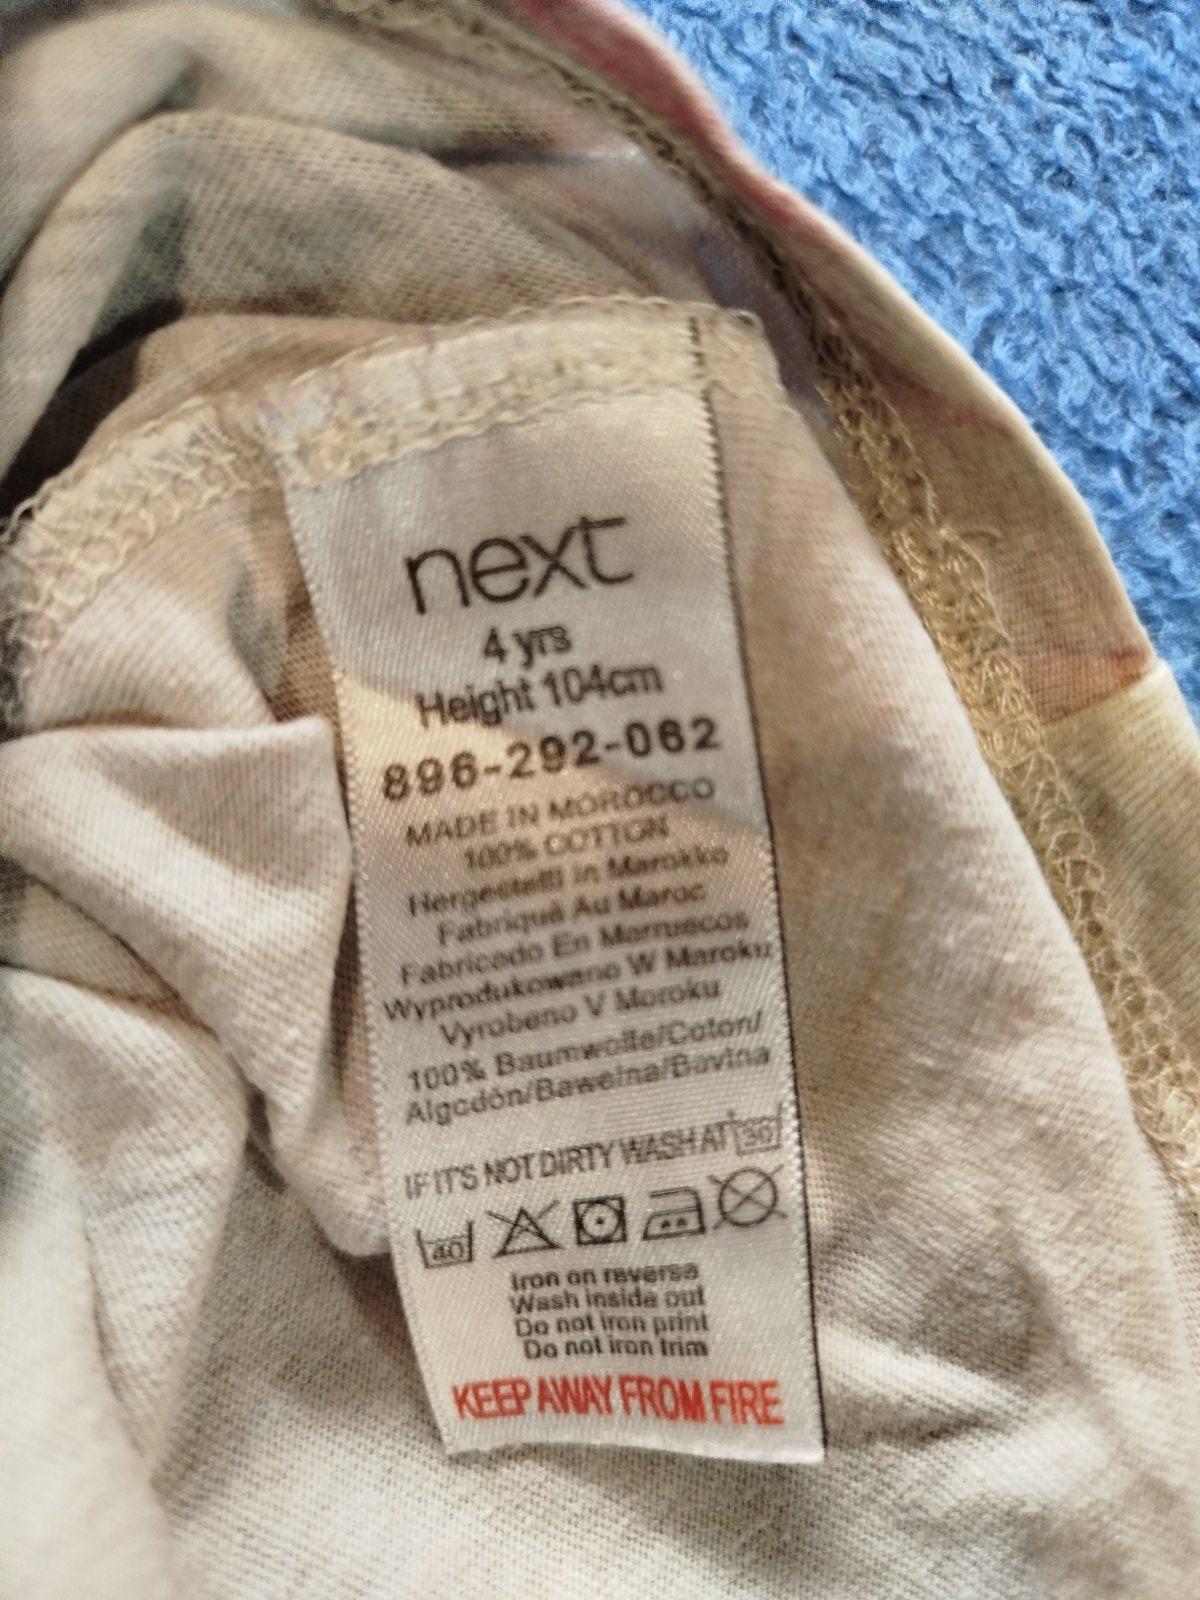 next
4 yrs
Height 104cm
896-292-062
MADE IN MOROCCO
100% COTTON
Hergestellt in Marokko
Fabriqué Au Maroc
Fabricado En Marruecos
Wyprodukowano W Maroku
Vyrobeno V Moroku
100% Baumwolle/Coton/
Algodón/Bawełna/Bavlna
IF IT'S NOT DIRTY WASH AT 30
40
Iron on reverse
Wash inside out
Do not iron print
Do not iron trim
KEEP AWAY FROM FIRE